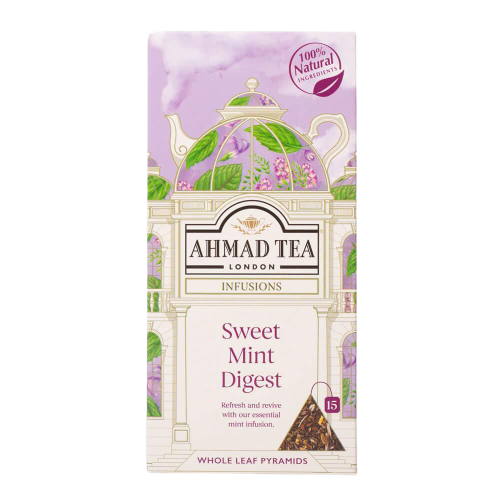 100%
Natural
INGREDIENTS
AHMAD TEA
LONDON
INFUSIONS
Sweet
Mint
Digest
Refresh and revive
with our essential
mint infusion.
15
WHOLE LEAF PYRAMIDS